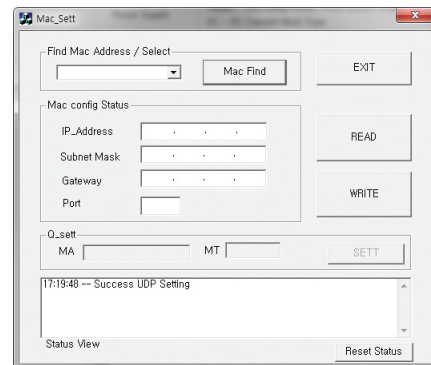 Mac_Sett
Find Mac Address / Select
Mac Find
EXIT
Mac config Status
IP_Address
Subnet Mask
Gateway
Port
READ
WRITE
Q_sett
MA
MT
SETT
17:19:48 -- Success UDP Setting
Status View
Reset Status